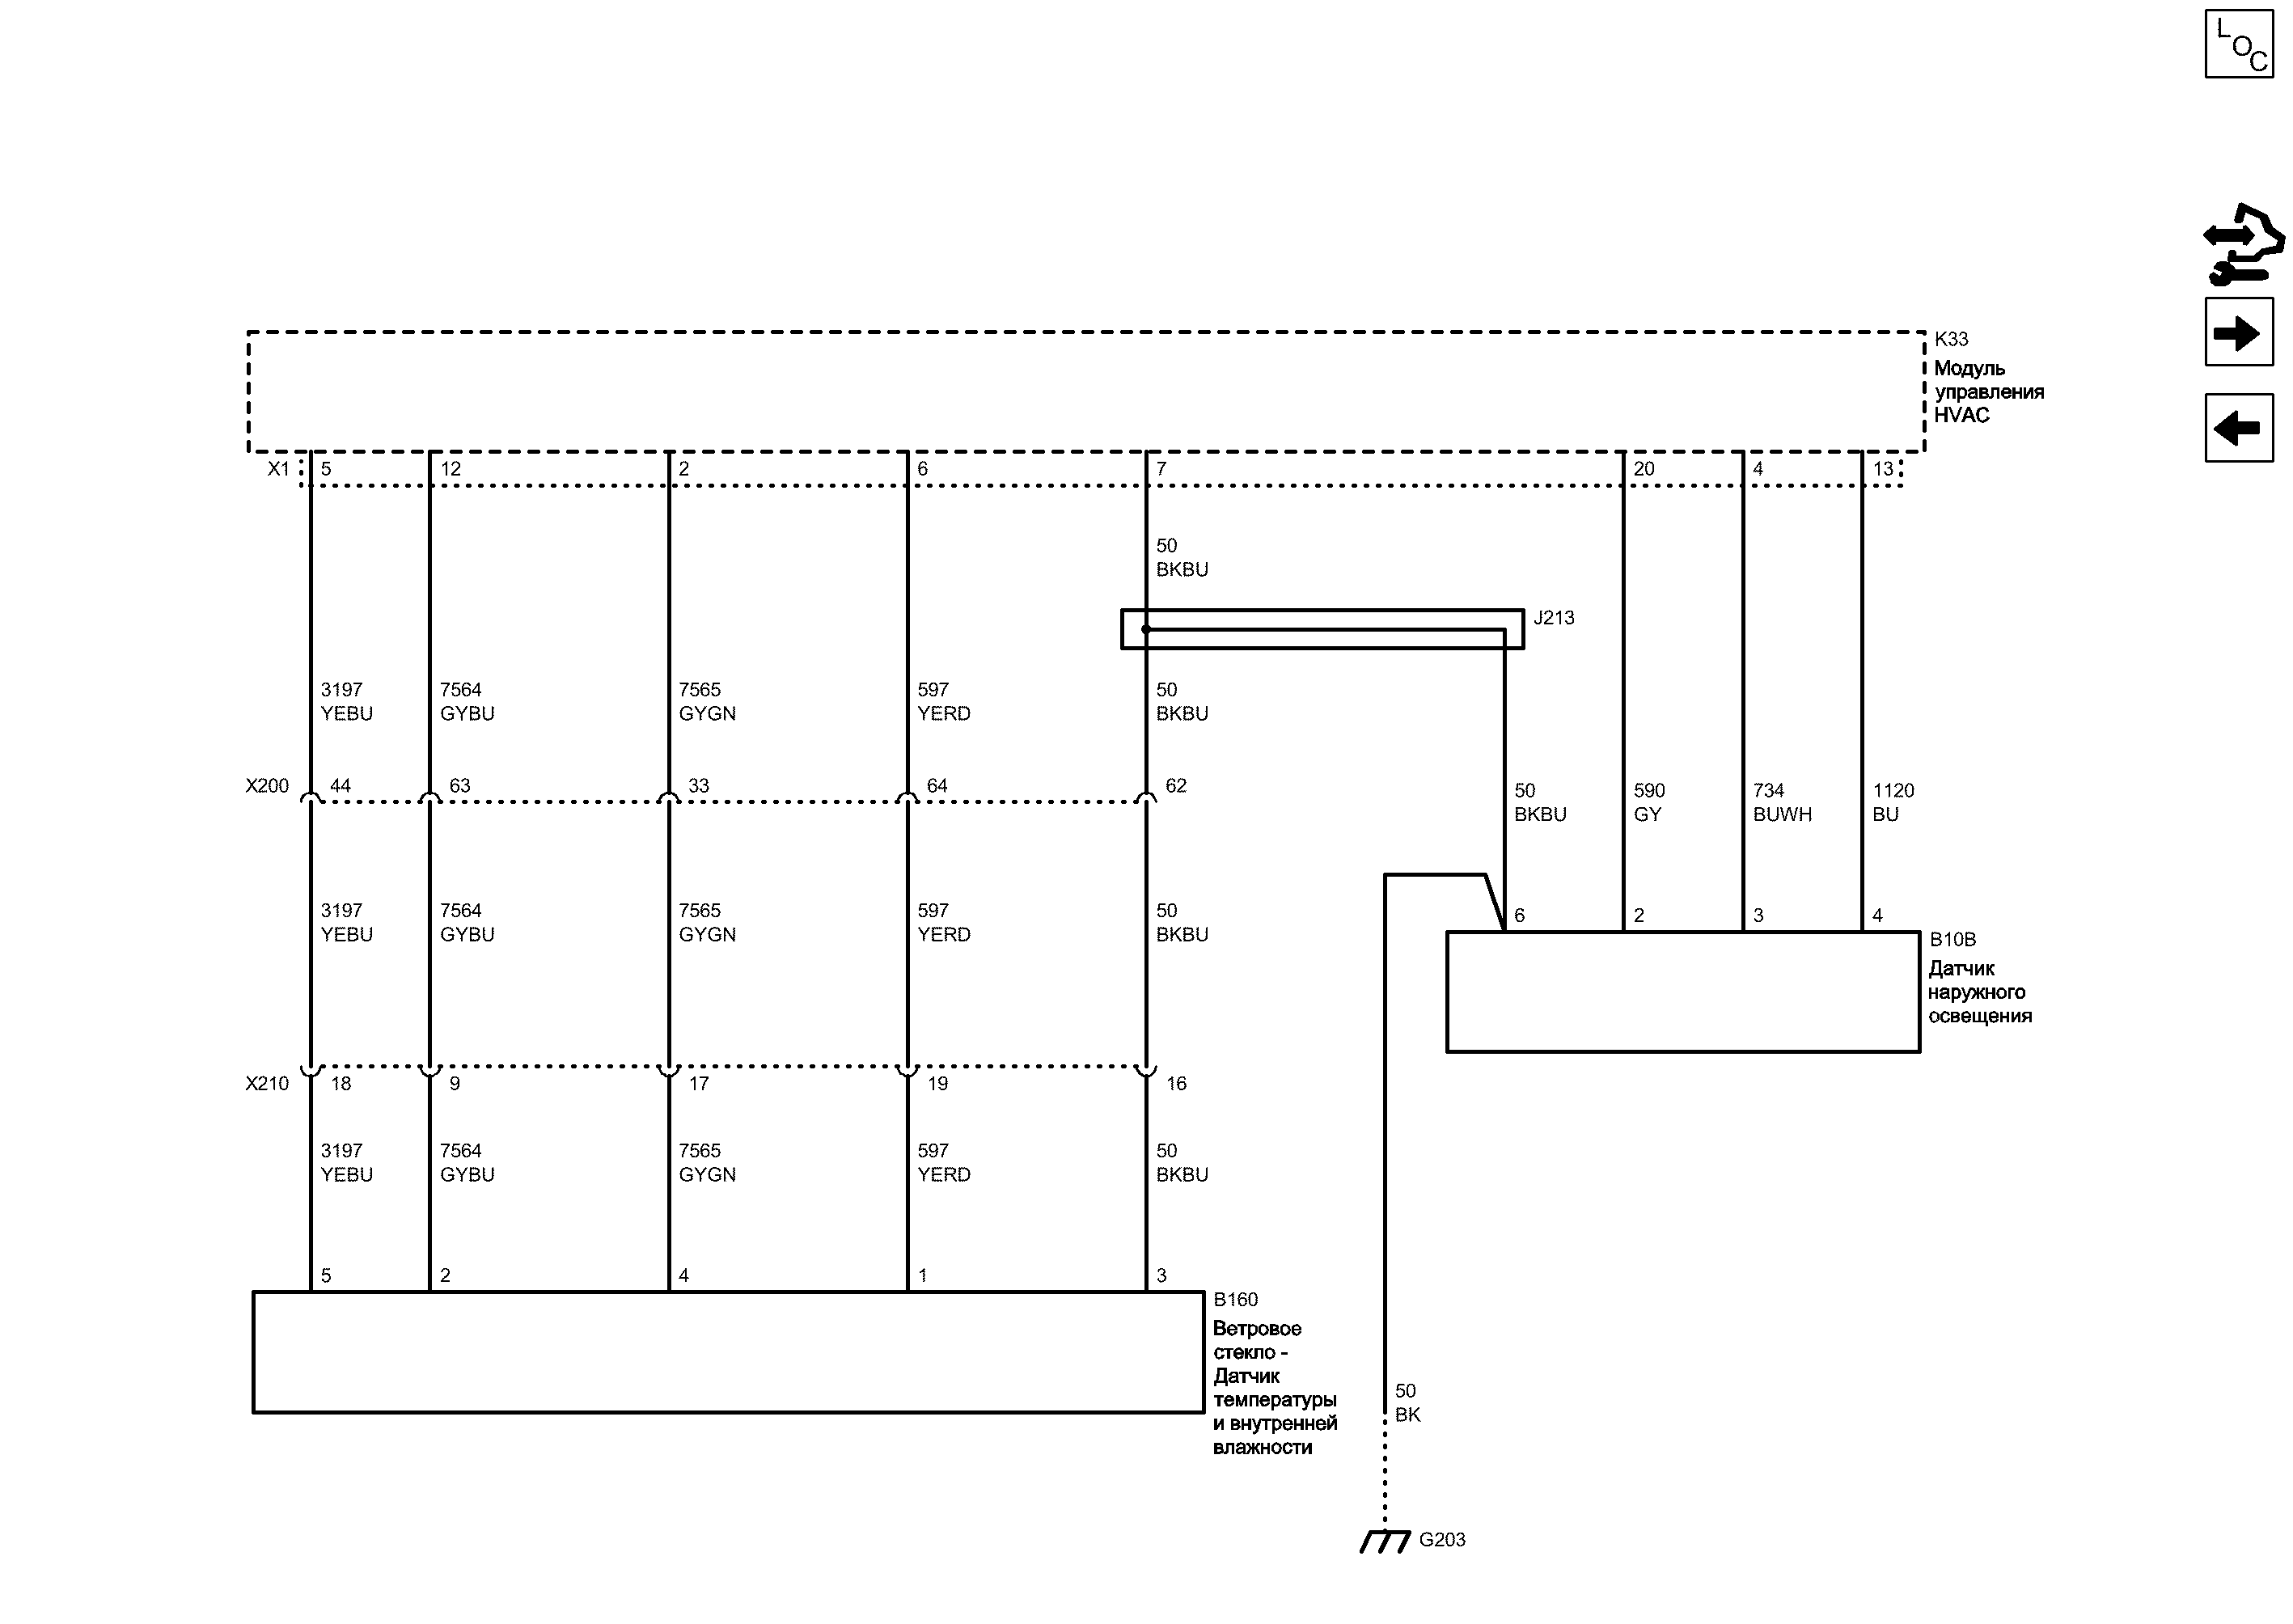 LOC
K33
Модуль
управления
HVAC
X1 5 12 2 6 7 20 4 13
50
BKBU
J213
3197 7564 7565 597 50
YEBU GYBU GYGN YERD BKBU
X200 44 63 33 64 62
50 590 734 1120
BKBU GY BUWH BU
3197 7564 7565 597 50
YEBU GYBU GYGN YERD BKBU
6 2 3 4
B10B
Датчик
наружного
освещения
X210 18 9 17 19 16
3197 7564 7565 597 50
YEBU GYBU GYGN YERD BKBU
5 2 4 1 3
B160
Ветровое
стекло -
Датчик
температуры
и внутренней
влажности
50
BK
G203